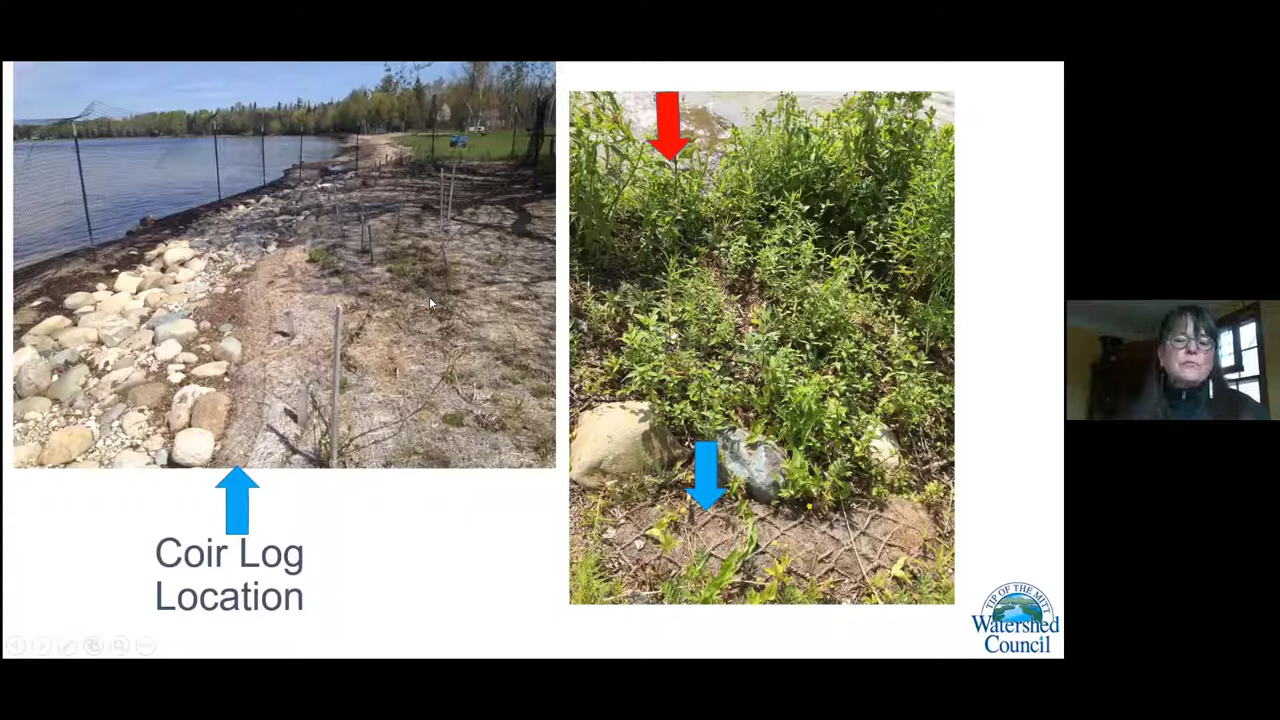 Coir Log
Location
TIP OF THE MITT
Watershed
Council